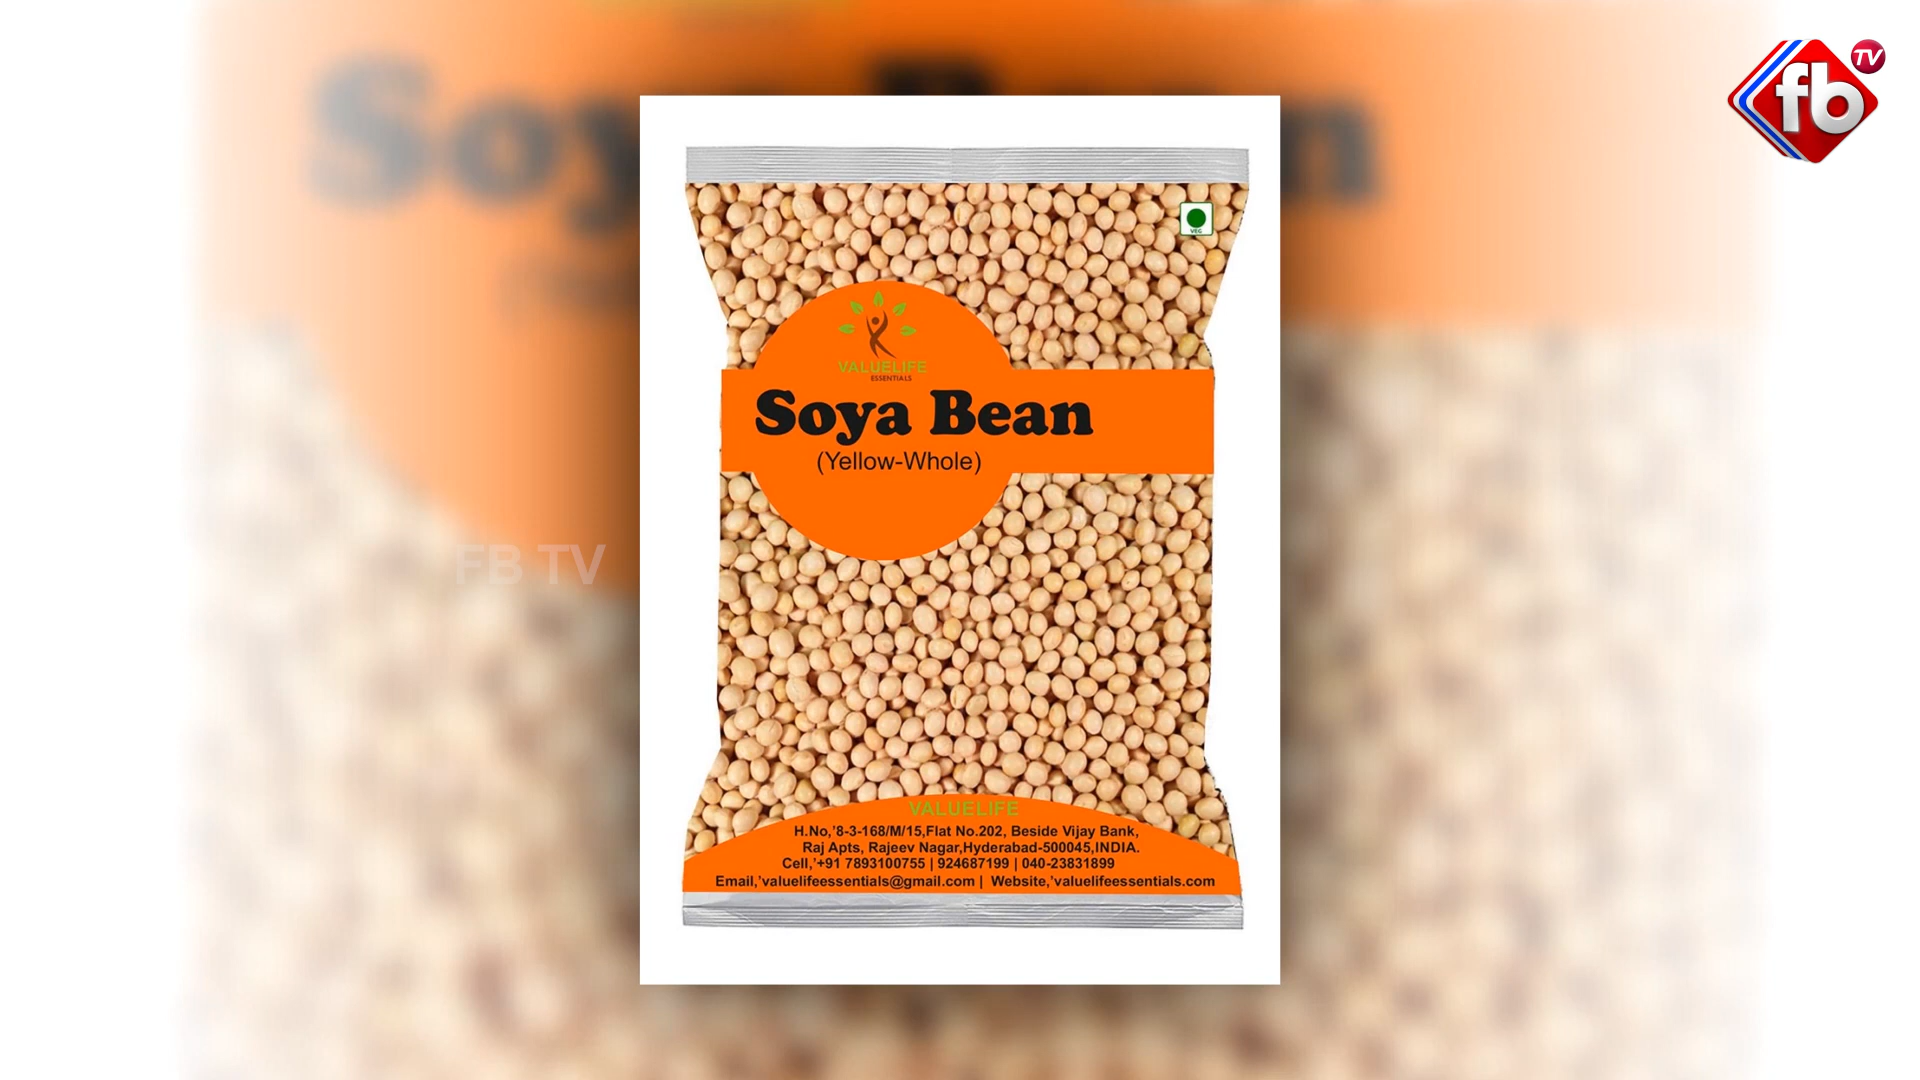 fb TV
VEG
VALUELIFE
ESSENTIALS
Soya Bean
(Yellow-Whole)
FB TV
VALUELIFE
H.No,'8-3-168/M/15,Flat No.202, Beside Vijay Bank,
Raj Apts, Rajeev Nagar,Hyderabad-500045,INDIA.
Cell,'+91 7893100755 | 924687199 | 040-23831899
Email,'valuelifeessentials@gmail.com | Website,'valuelifeessentials.com